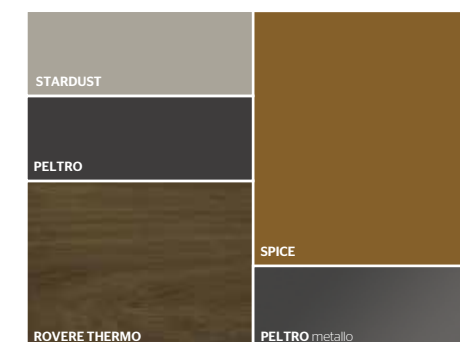 STARDUST
PELTRO
ROVERE THERMO
SPICE
PELTRO metallo